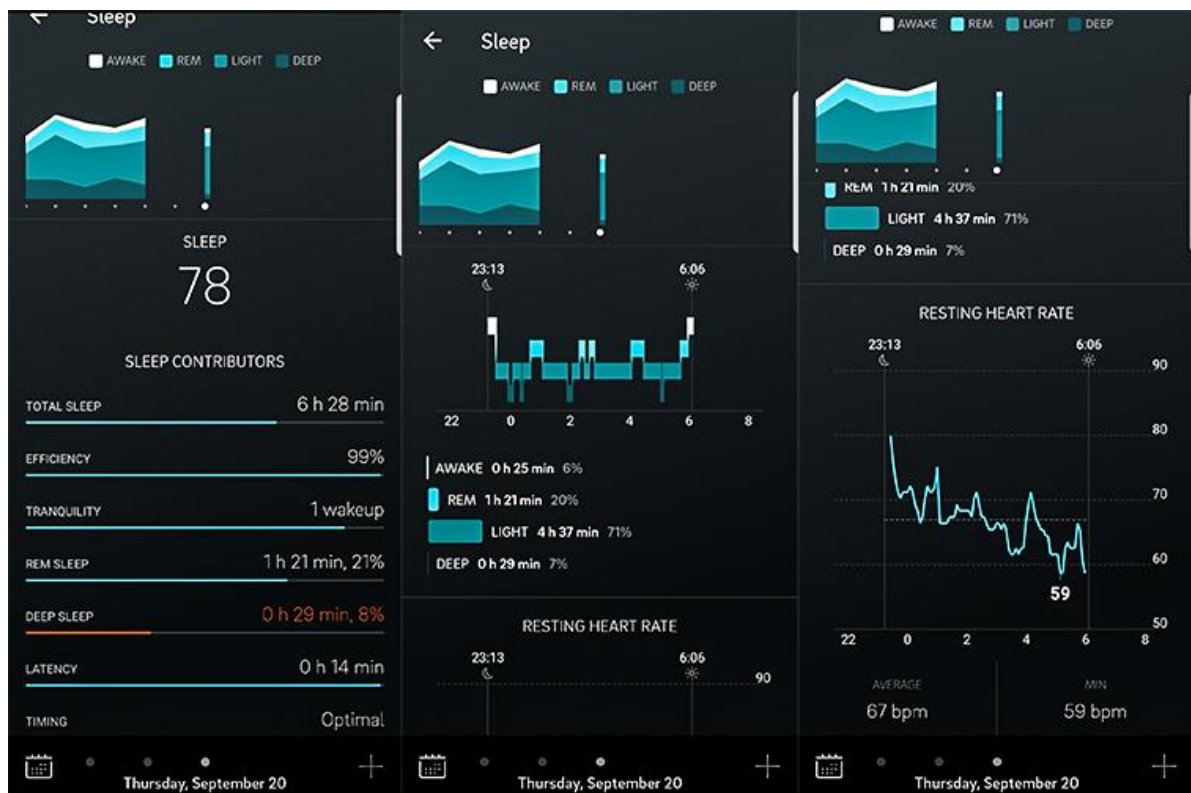 Sleep
AWAKE REM LIGHT DEEP
SLEEP
78
SLEEP CONTRIBUTORS
TOTAL SLEEP 6 h 28 min
EFFICIENCY 99%
TRANQUILITY 1 wakeup
REM SLEEP 1 h 21 min, 21%
DEEP SLEEP 0 h 29 min, 8%
LATENCY 0 h 14 min
TIMING Optimal
Thursday, September 20
Sleep
AWAKE REM LIGHT DEEP
23:13 6:06
22 0 2 4 6 8
AWAKE 0 h 25 min 6%
REM 1 h 21 min 20%
LIGHT 4 h 37 min 71%
DEEP 0 h 29 min 7%
RESTING HEART RATE
23:13 6:06
90
Thursday, September 20
AWAKE REM LIGHT DEEP
REM 1 h 21 min 20%
LIGHT 4 h 37 min 71%
DEEP 0 h 29 min 7%
RESTING HEART RATE
23:13 6:06
90
80
70
60
59
50
22 0 2 4 6 8
AVERAGE MIN
67 bpm 59 bpm
Thursday, September 20